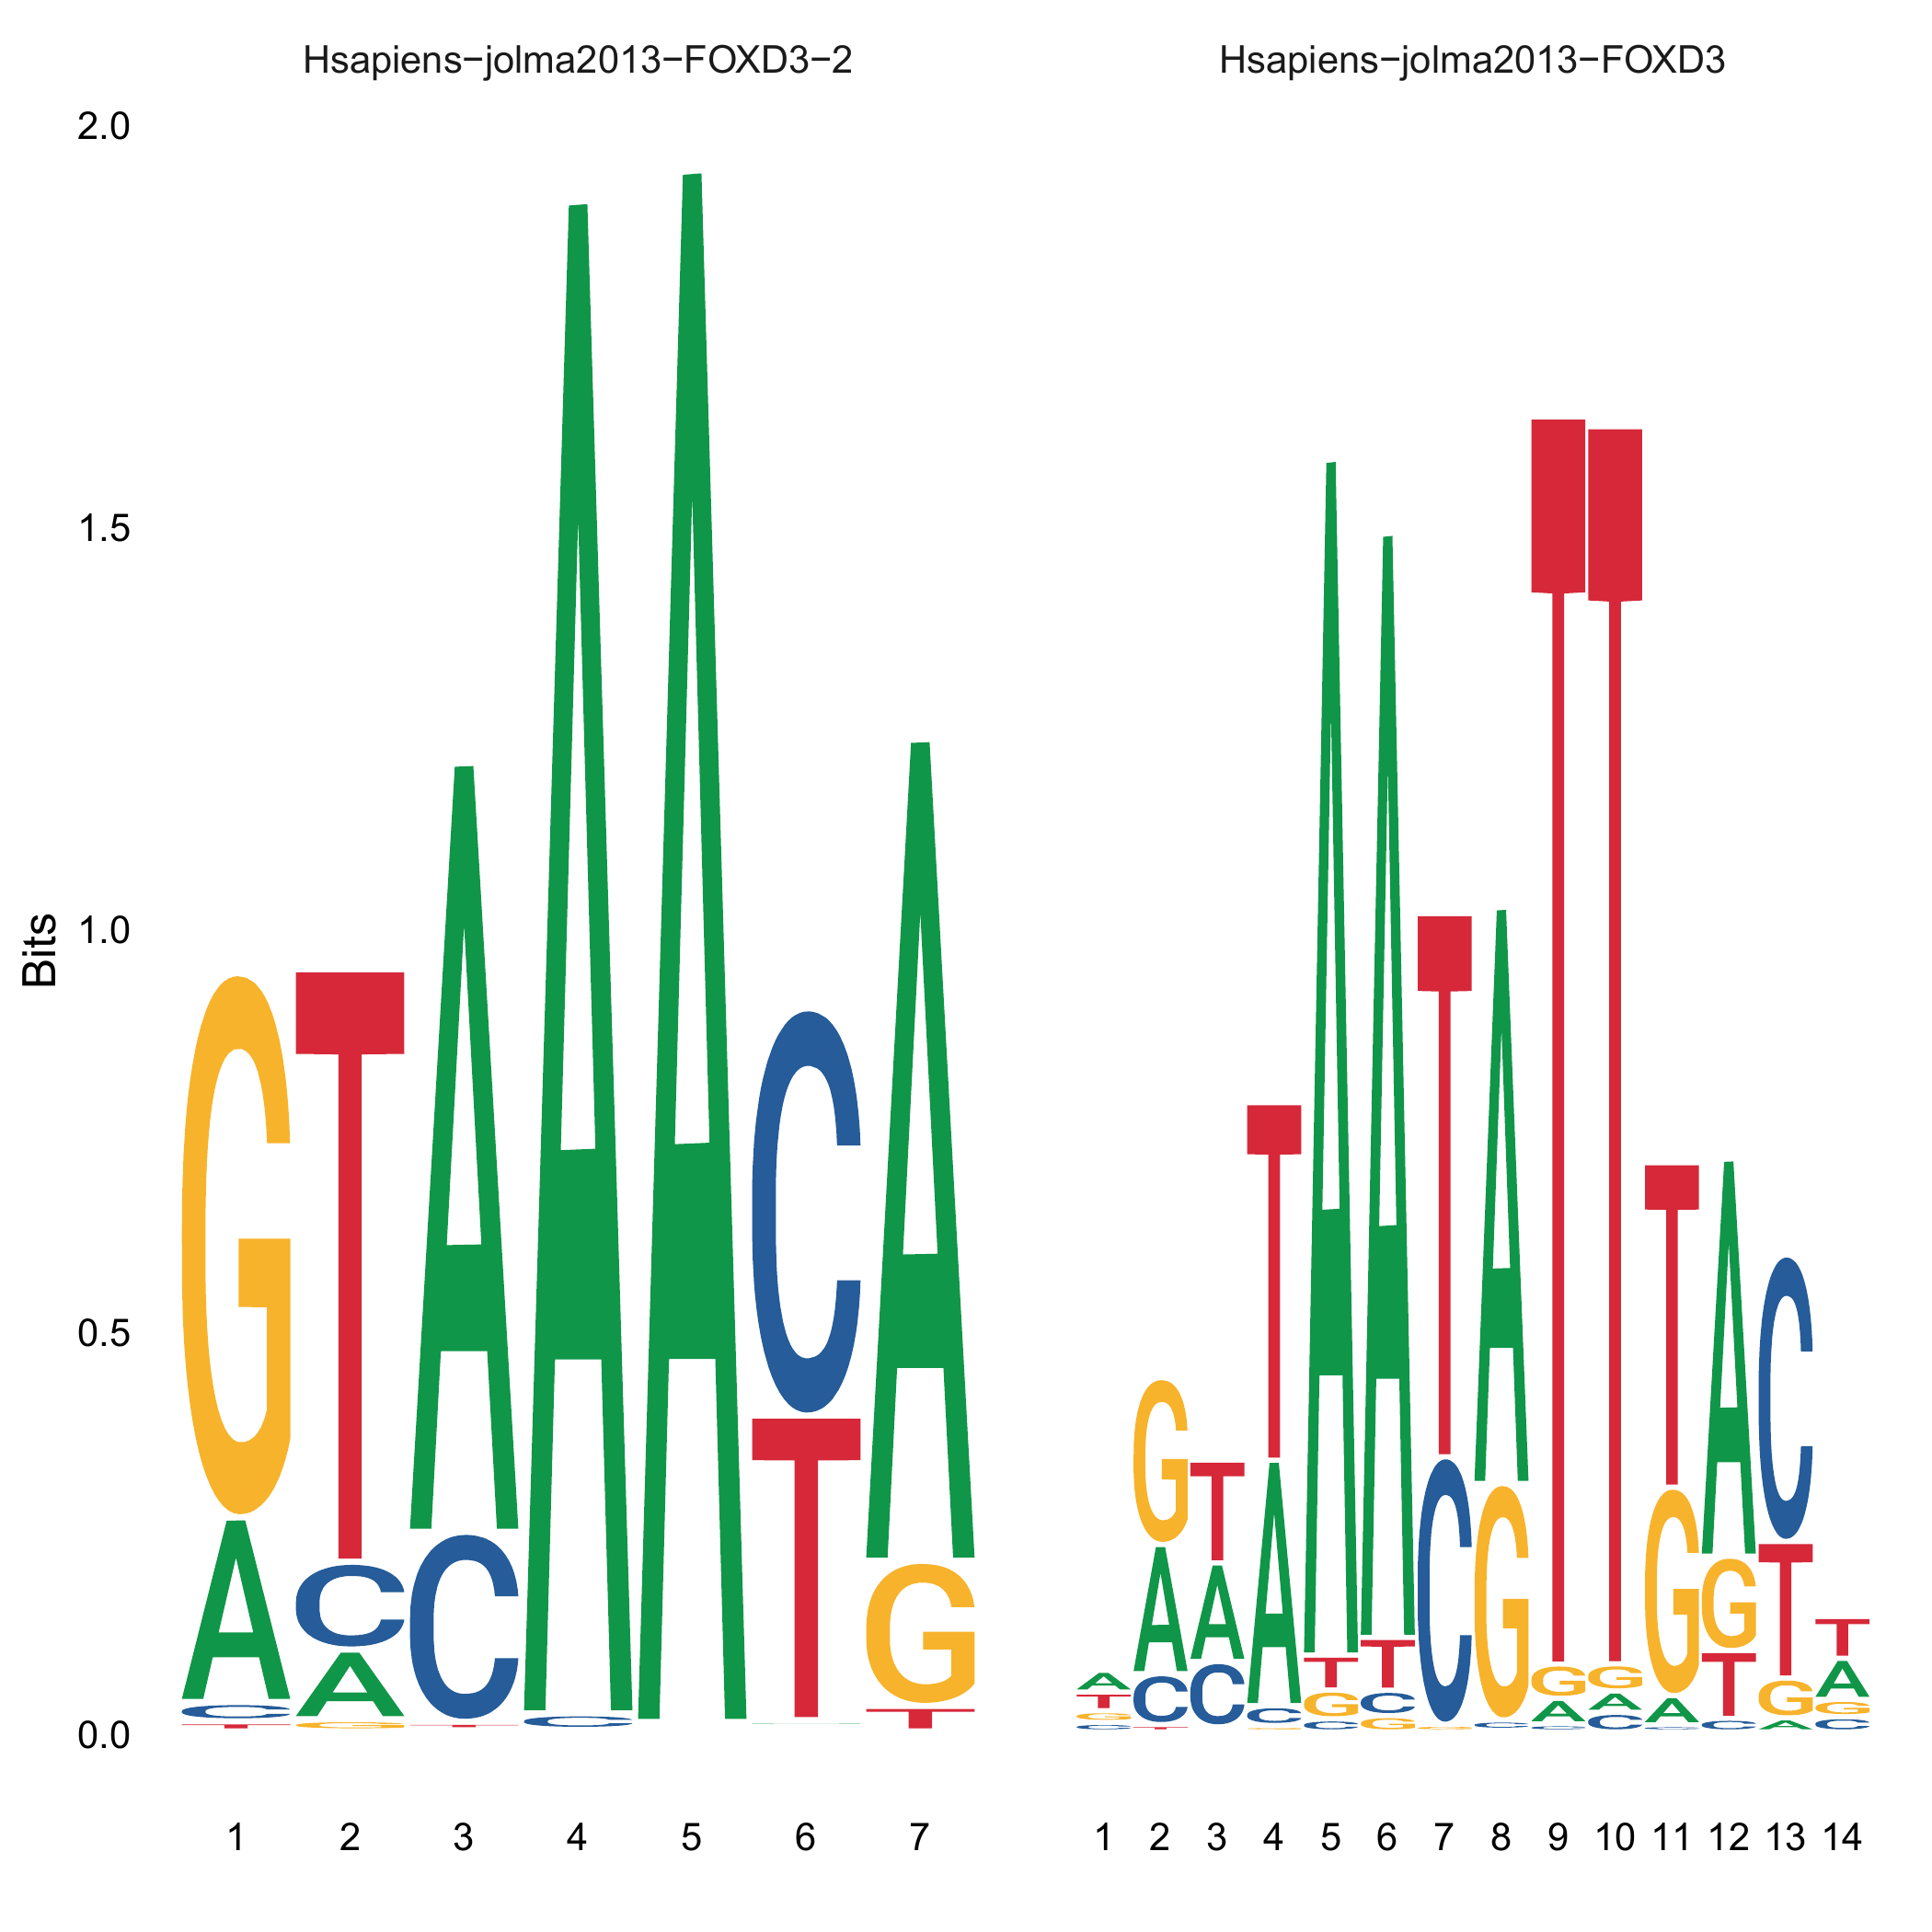 Hsapiens−jolma2013−FOXD3−2
Hsapiens−jolma2013−FOXD3
2.0
1.5
1.0
0.5
0.0
Bits
G T A A A C A
A C C C T G
C A T
T G T
A G T T A A T A T T T A C T
T A A A T T C G G G G G T A
G C C C G C G C A A A T G G
C T G C G C C C C A C
1 2 3 4 5 6 7
1 2 3 4 5 6 7 8 9 10 11 12 13 14